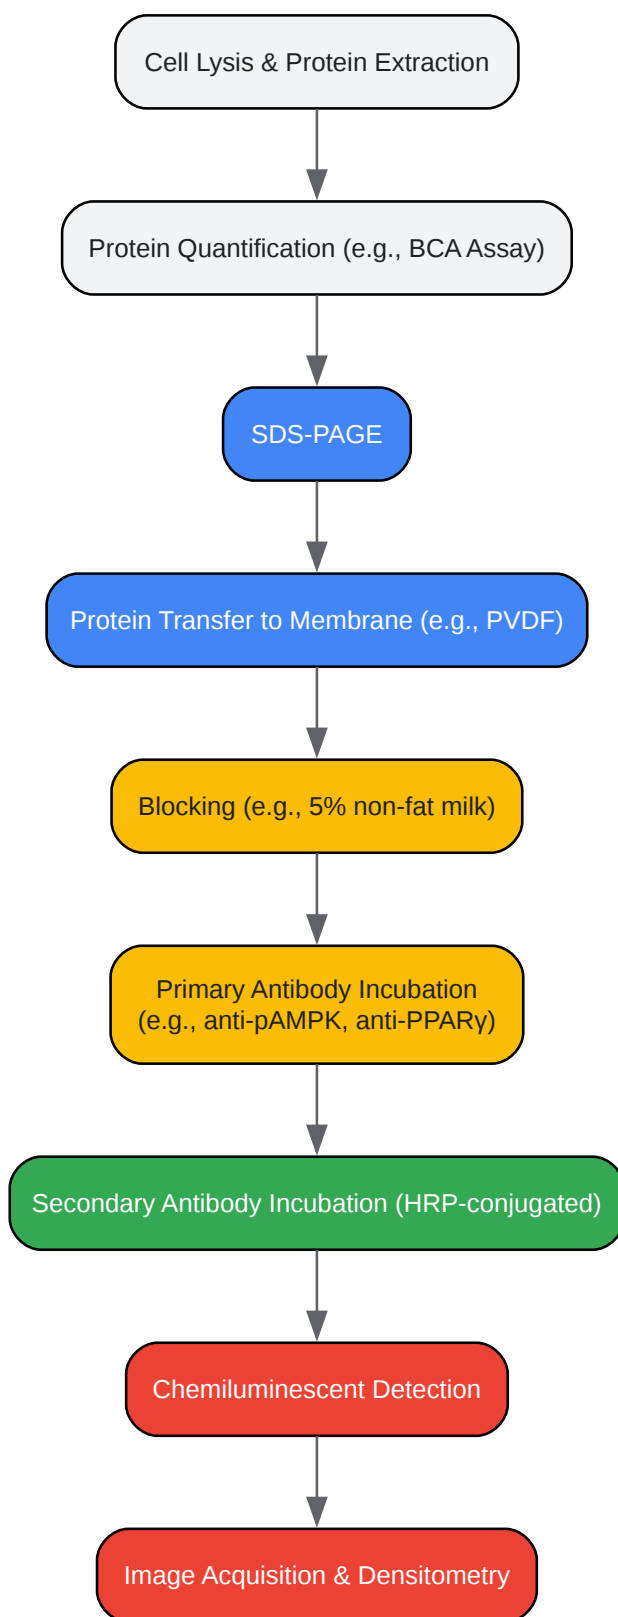 Cell Lysis & Protein Extraction
Protein Quantification (e.g., BCA Assay)
SDS-PAGE
Protein Transfer to Membrane (e.g., PVDF)
Blocking (e.g., 5% non-fat milk)
Primary Antibody Incubation
(e.g., anti-pAMPK, anti-PPARγ)
Secondary Antibody Incubation (HRP-conjugated)
Chemiluminescent Detection
Image Acquisition & Densitometry